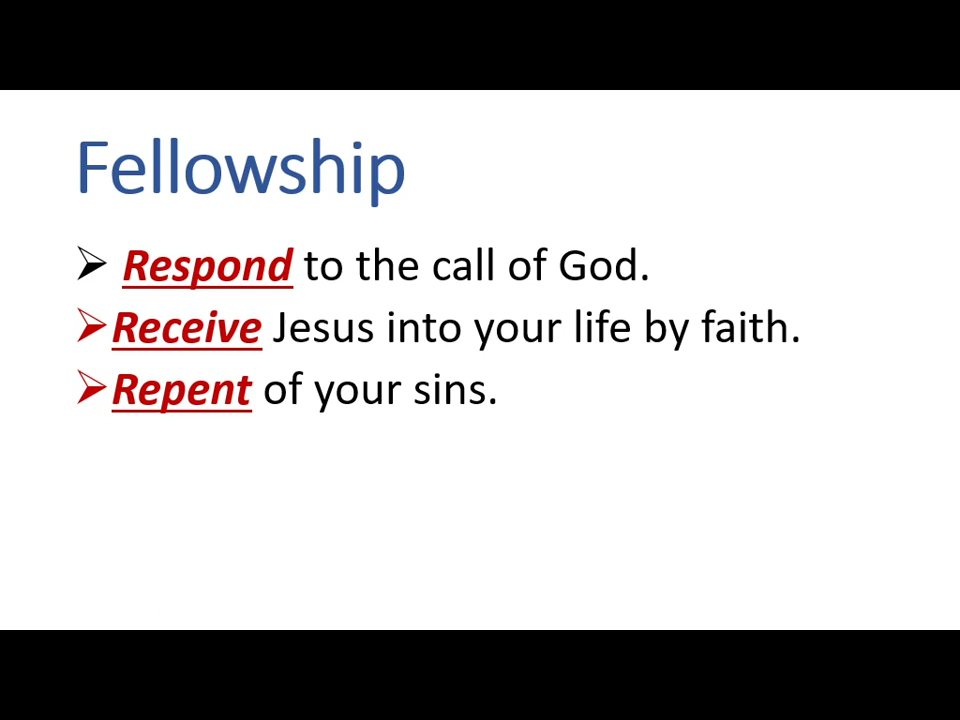 Fellowship
➢ Respond to the call of God.
➢Receive Jesus into your life by faith.
➢Repent of your sins.